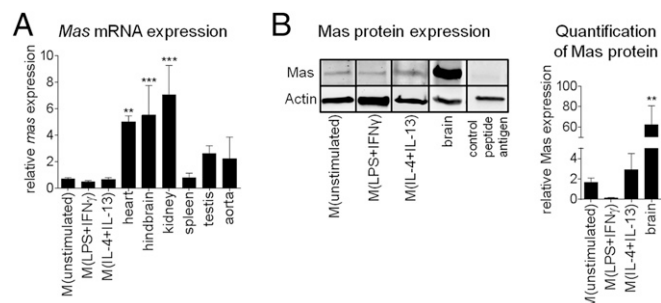 A
Mas mRNA expression
relative mas expression
10
8
6
4
2
0
**
***
***
M(unstimulated)
M(LPS+IFNγ)
M(IL-4+IL-13)
heart
hindbrain
kidney
spleen
testis
aorta
B
Mas protein expression
Mas
Actin
M(unstimulated)
M(LPS+IFNγ)
M(IL-4+IL-13)
brain
control
peptide
antigen
Quantification
of Mas protein
relative Mas expression
100
80
60
4
2
0
**
M(unstimulated)
M(LPS+IFNγ)
M(IL-4+IL-13)
brain